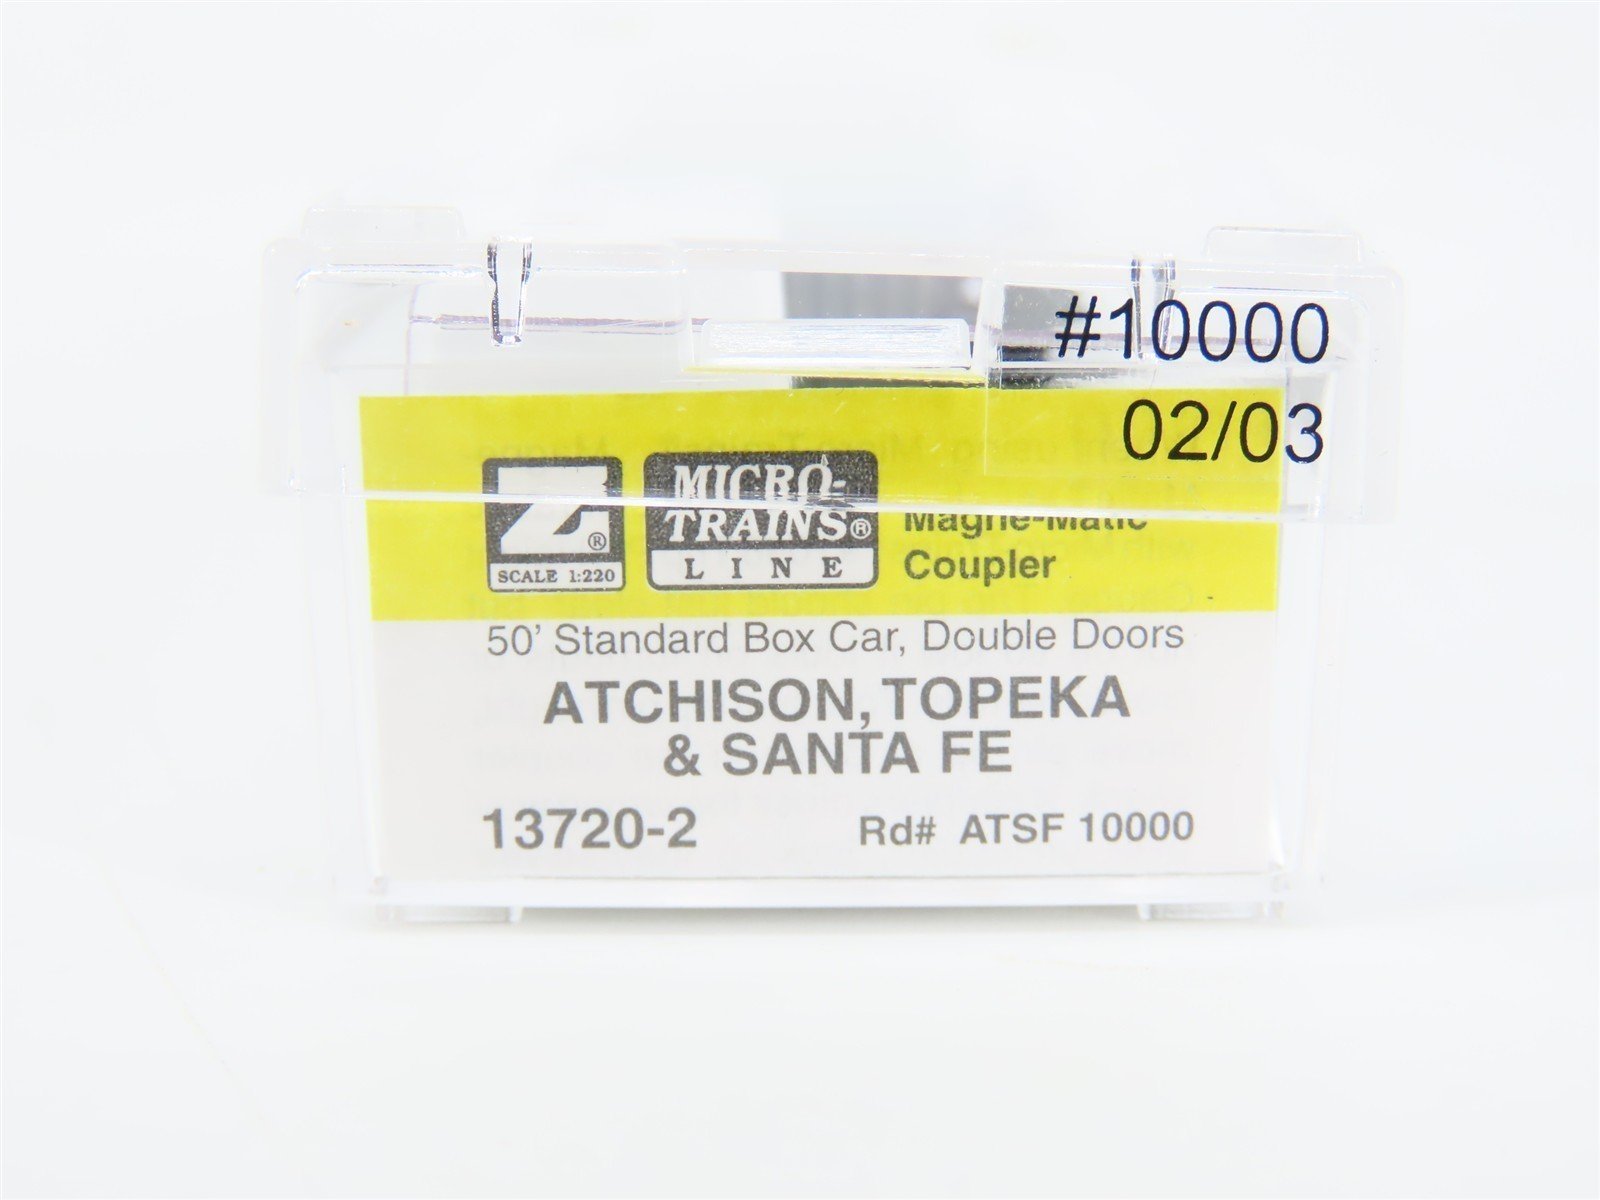 #10000
02/03
Z®
SCALE 1:220
MICRO-
TRAINS®
LINE
Magne-Matic
Coupler
50' Standard Box Car, Double Doors
ATCHISON, TOPEKA
& SANTA FE
13720-2 Rd# ATSF 10000